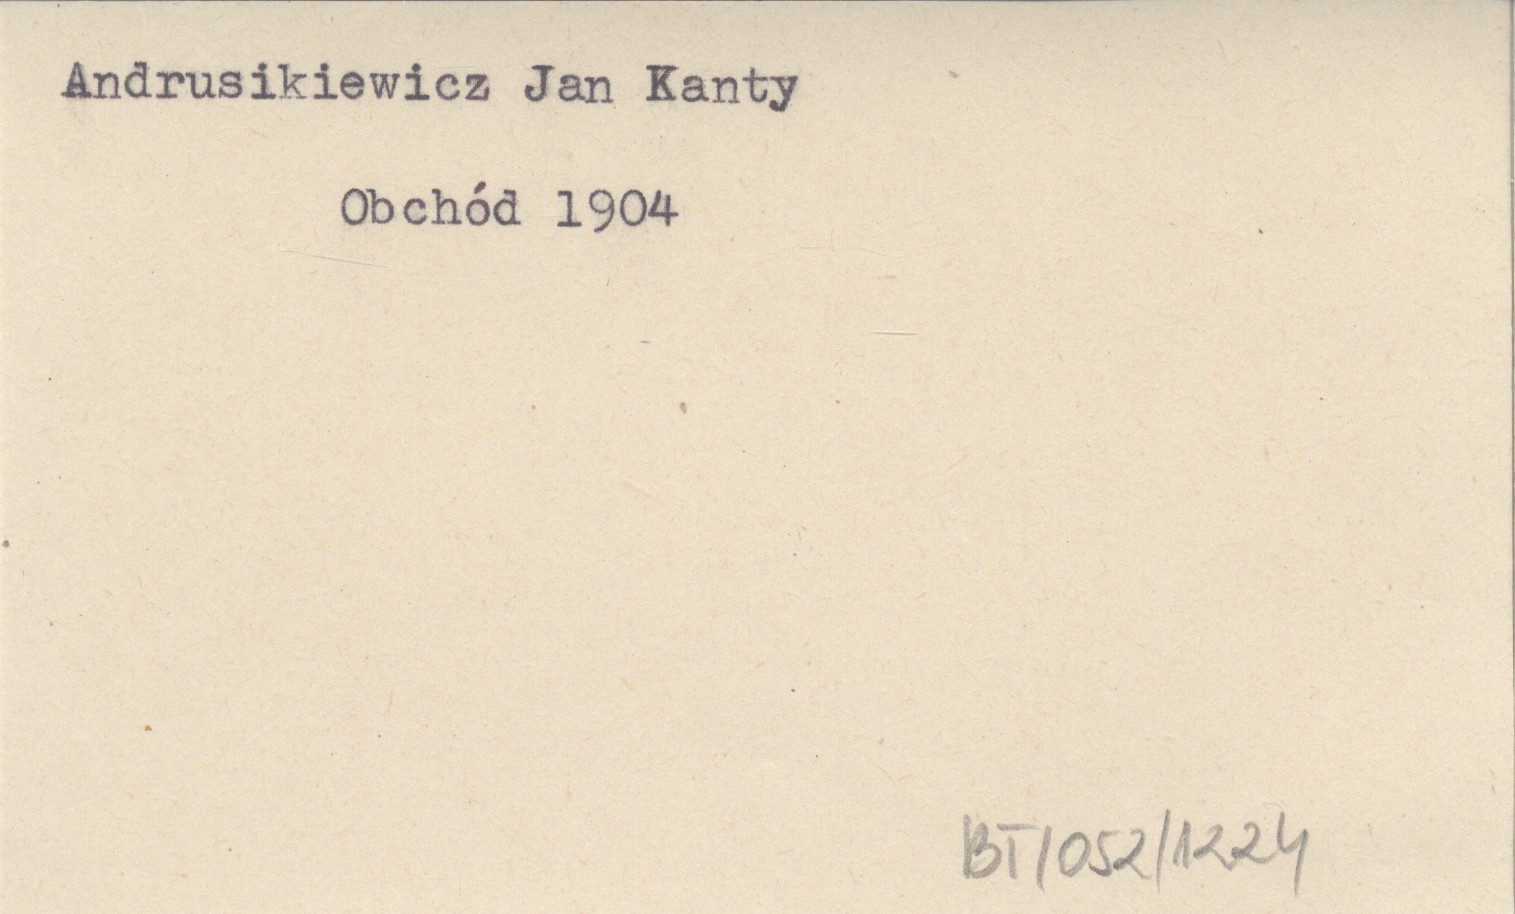 Andrusikiewicz Jan Kanty
Obchód 1904
BT/052/1224